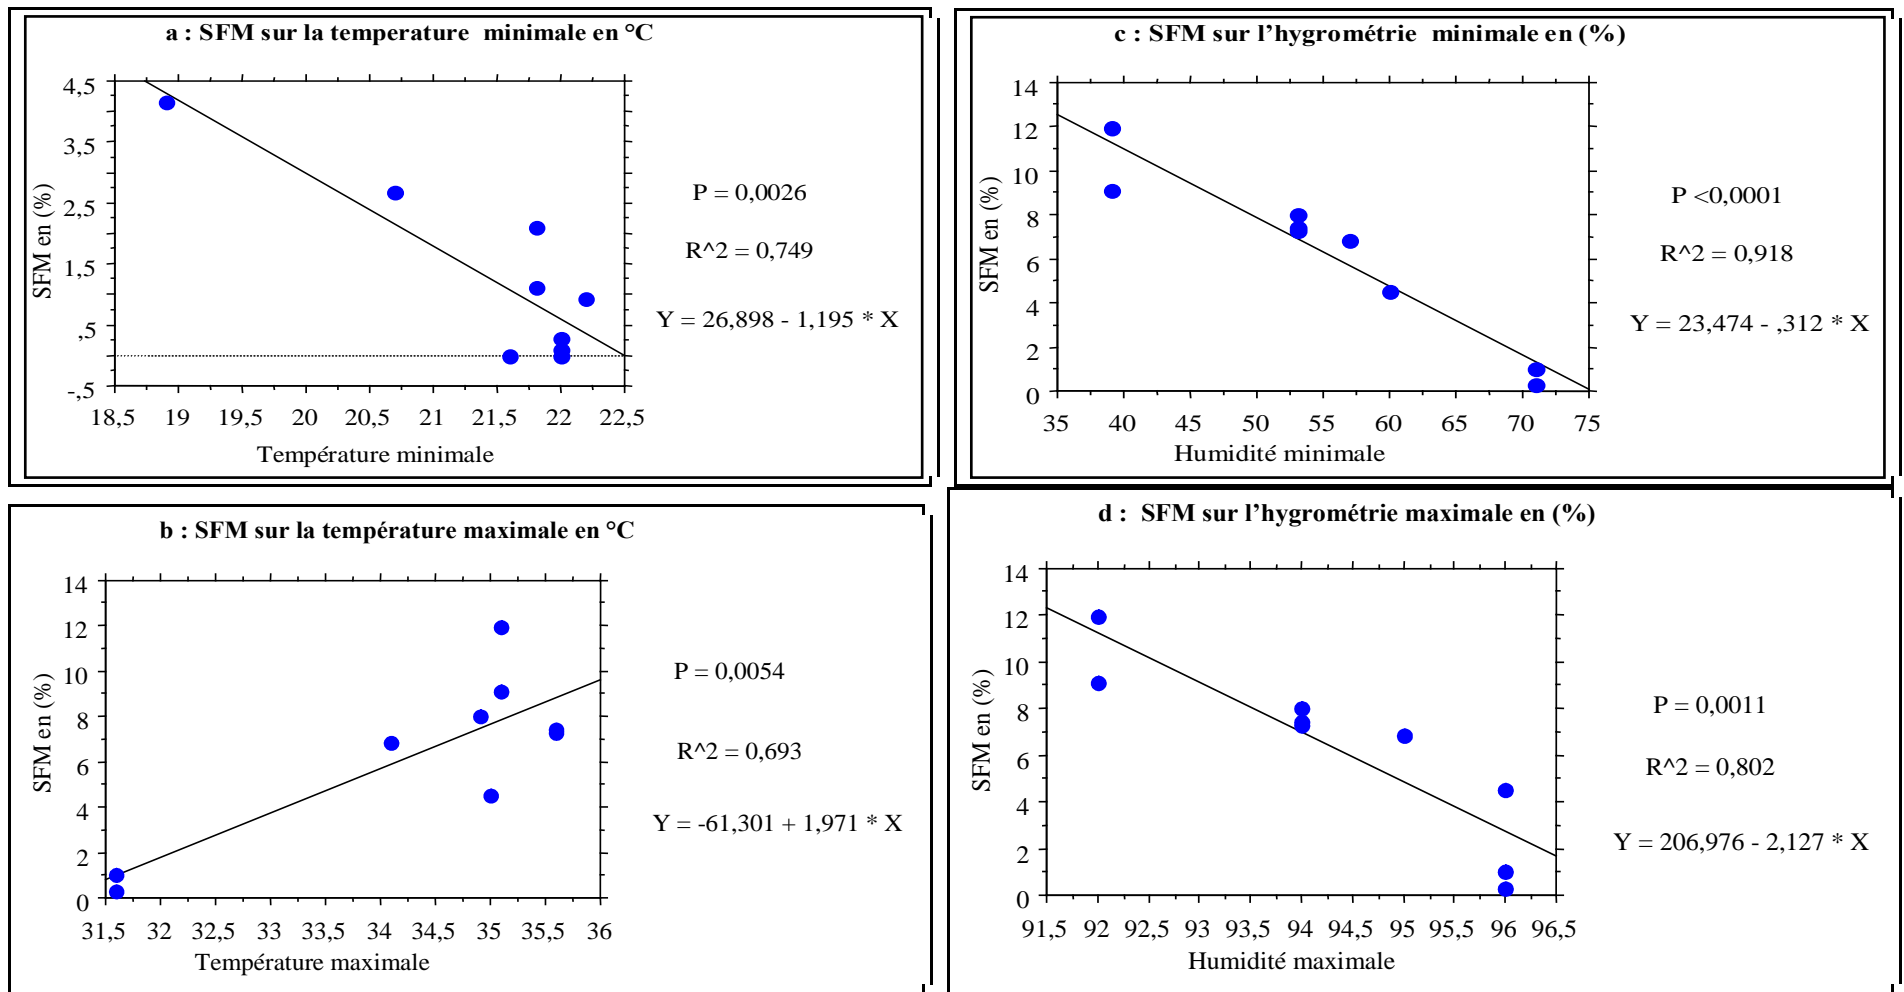 a : SFM sur la temperature minimale en °C
4,5
3,5
2,5
1,5
,5
-,5
SFM en (%)
18,5 19 19,5 20 20,5 21 21,5 22 22,5
Température minimale
P = 0,0026
R^2 = 0,749
Y = 26,898 - 1,195 * X
c : SFM sur l’hygrométrie minimale en (%)
14
12
10
8
6
4
2
0
SFM en (%)
35 40 45 50 55 60 65 70 75
Humidité minimale
P <0,0001
R^2 = 0,918
Y = 23,474 - ,312 * X
b : SFM sur la température maximale en °C
14
12
10
8
6
4
2
0
SFM en (%)
31,5 32 32,5 33 33,5 34 34,5 35 35,5 36
Température maximale
P = 0,0054
R^2 = 0,693
Y = -61,301 + 1,971 * X
d : SFM sur l’hygrométrie maximale en (%)
14
12
10
8
6
4
2
0
SFM en (%)
91,5 92 92,5 93 93,5 94 94,5 95 95,5 96 96,5
Humidité maximale
P = 0,0011
R^2 = 0,802
Y = 206,976 - 2,127 * X